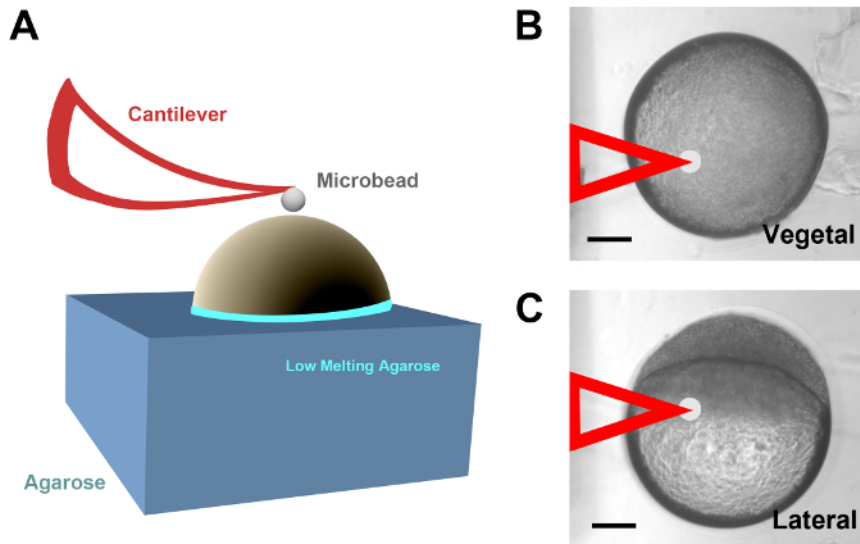 A
Cantilever
Microbead
Low Melting Agarose
Agarose
B
Vegetal
C
Lateral